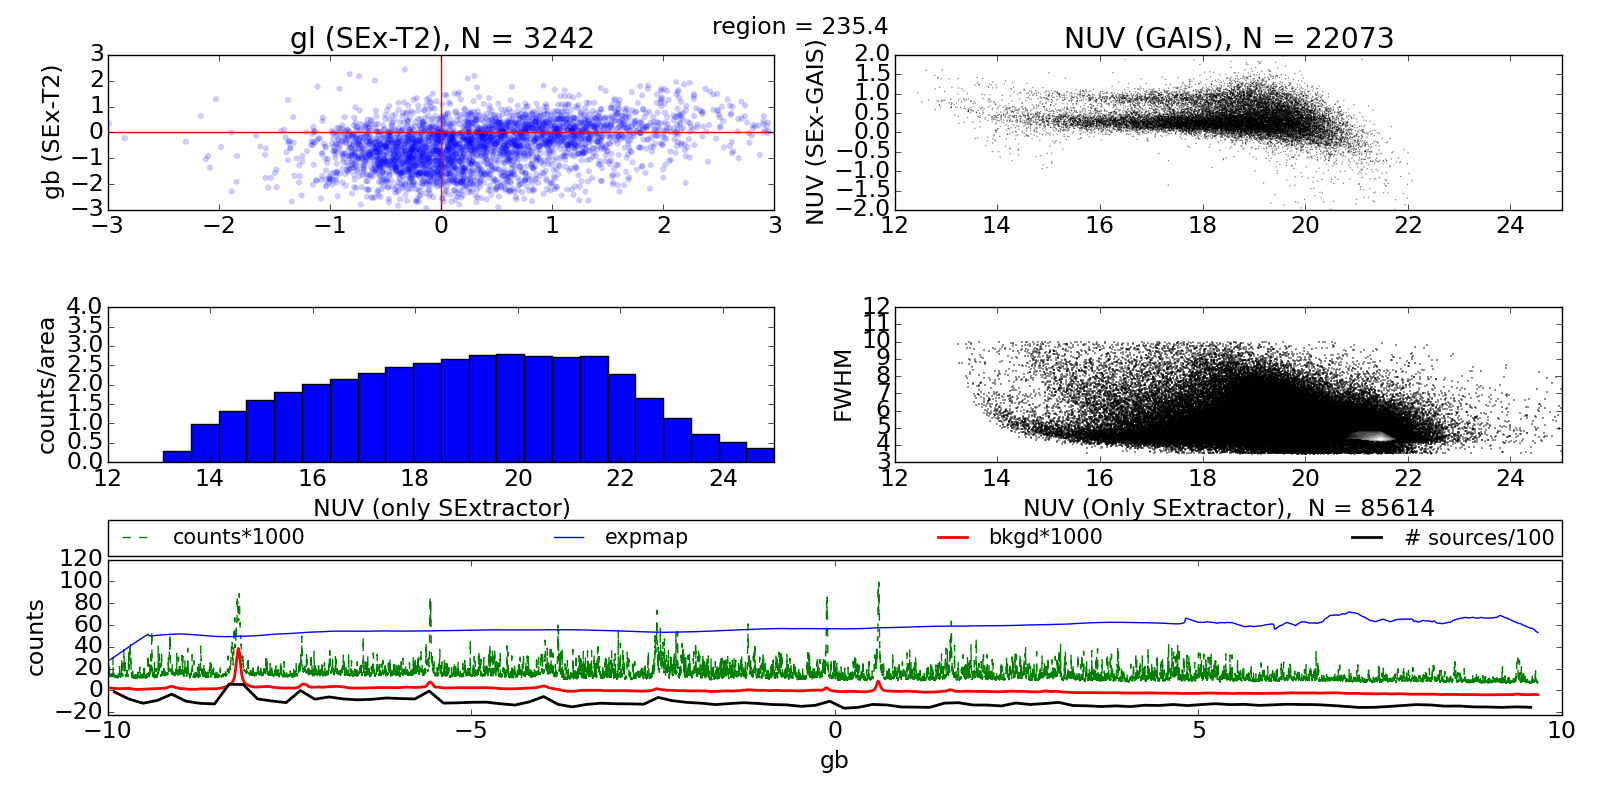 region = 235.4
gl (SEx-T2), N = 3242
NUV (GAIS), N = 22073
gb (SEx-T2)
3
2
1
0
−1
−2
−3
−3 −2 −1 0 1 2 3
NUV (SEx-GAIS)
2.0
1.5
1.0
0.5
0.0
−0.5
−1.0
−1.5
−2.0
12 14 16 18 20 22 24
counts/area
4.0
3.5
3.0
2.5
2.0
1.5
1.0
0.5
0.0
12 14 16 18 20 22 24
NUV (only SExtractor)
FWHM
12
11
10
9
8
7
6
5
4
3
12 14 16 18 20 22 24
NUV (Only SExtractor), N = 85614
counts*1000 expmap bkgd*1000 # sources/100
counts
120
100
80
60
40
20
0
−20
−10 −5 0 5 10
gb